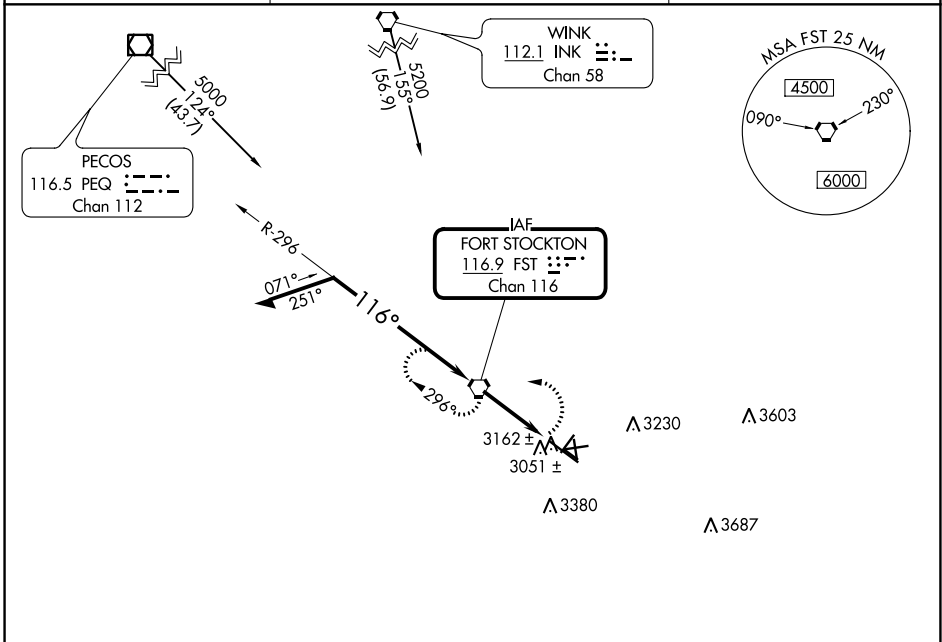 5000
124°
(43.7)
PECOS
116.5 PEQ
Chan 112
5200
155°
(56.9)
WINK
112.1 INK
Chan 58
MSA FST 25 NM
4500
090°
230°
6000
R-296
071°
251°
116°
IAF
FORT STOCKTON
116.9 FST
Chan 116
296°
3162 ±
3051 ±
3230
3603
3380
3687